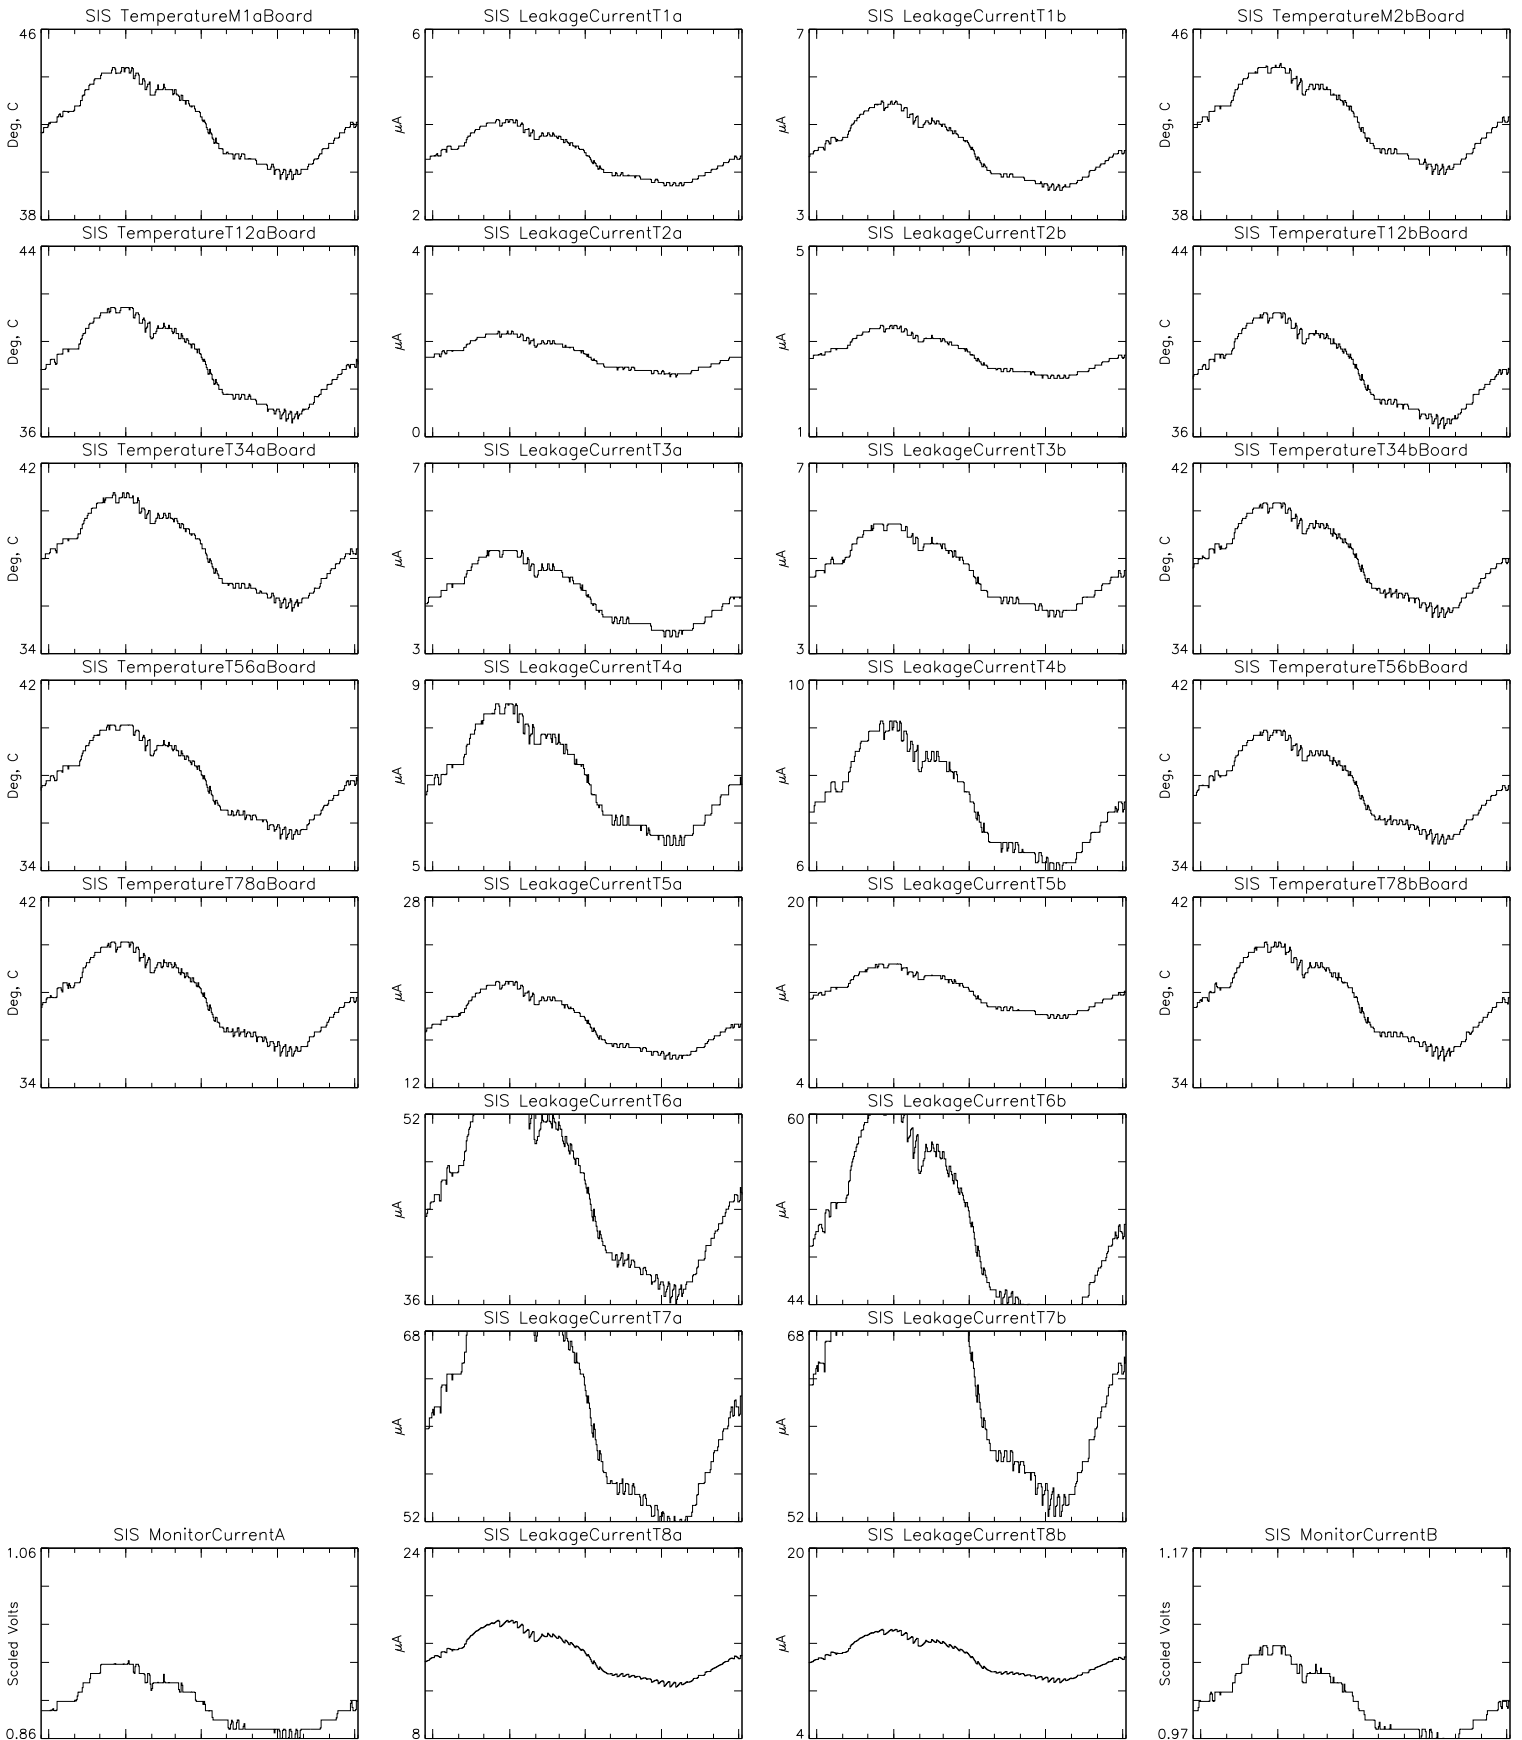 SIS TemperatureM1aBoard SIS LeakageCurrentT1a SIS LeakageCurrentT1b SIS TemperatureM2bBoard
46 6 7 46
Deg, C μA μA Deg, C
38 2 3 38
SIS TemperatureT12aBoard SIS LeakageCurrentT2a SIS LeakageCurrentT2b SIS TemperatureT12bBoard
44 4 5 44
Deg, C μA μA Deg, C
36 0 1 36
SIS TemperatureT34aBoard SIS LeakageCurrentT3a SIS LeakageCurrentT3b SIS TemperatureT34bBoard
42 7 7 42
Deg, C μA μA Deg, C
34 3 3 34
SIS TemperatureT56aBoard SIS LeakageCurrentT4a SIS LeakageCurrentT4b SIS TemperatureT56bBoard
42 9 10 42
Deg, C μA μA Deg, C
34 5 6 34
SIS TemperatureT78aBoard SIS LeakageCurrentT5a SIS LeakageCurrentT5b SIS TemperatureT78bBoard
42 28 20 42
Deg, C μA μA Deg, C
34 12 4 34
SIS LeakageCurrentT6a SIS LeakageCurrentT6b
52 60
μA μA
36 44
SIS LeakageCurrentT7a SIS LeakageCurrentT7b
68 68
μA μA
52 52
SIS MonitorCurrentA SIS LeakageCurrentT8a SIS LeakageCurrentT8b SIS MonitorCurrentB
1.06 24 20 1.17
Scaled Volts μA μA Scaled Volts
0.86 8 4 0.97